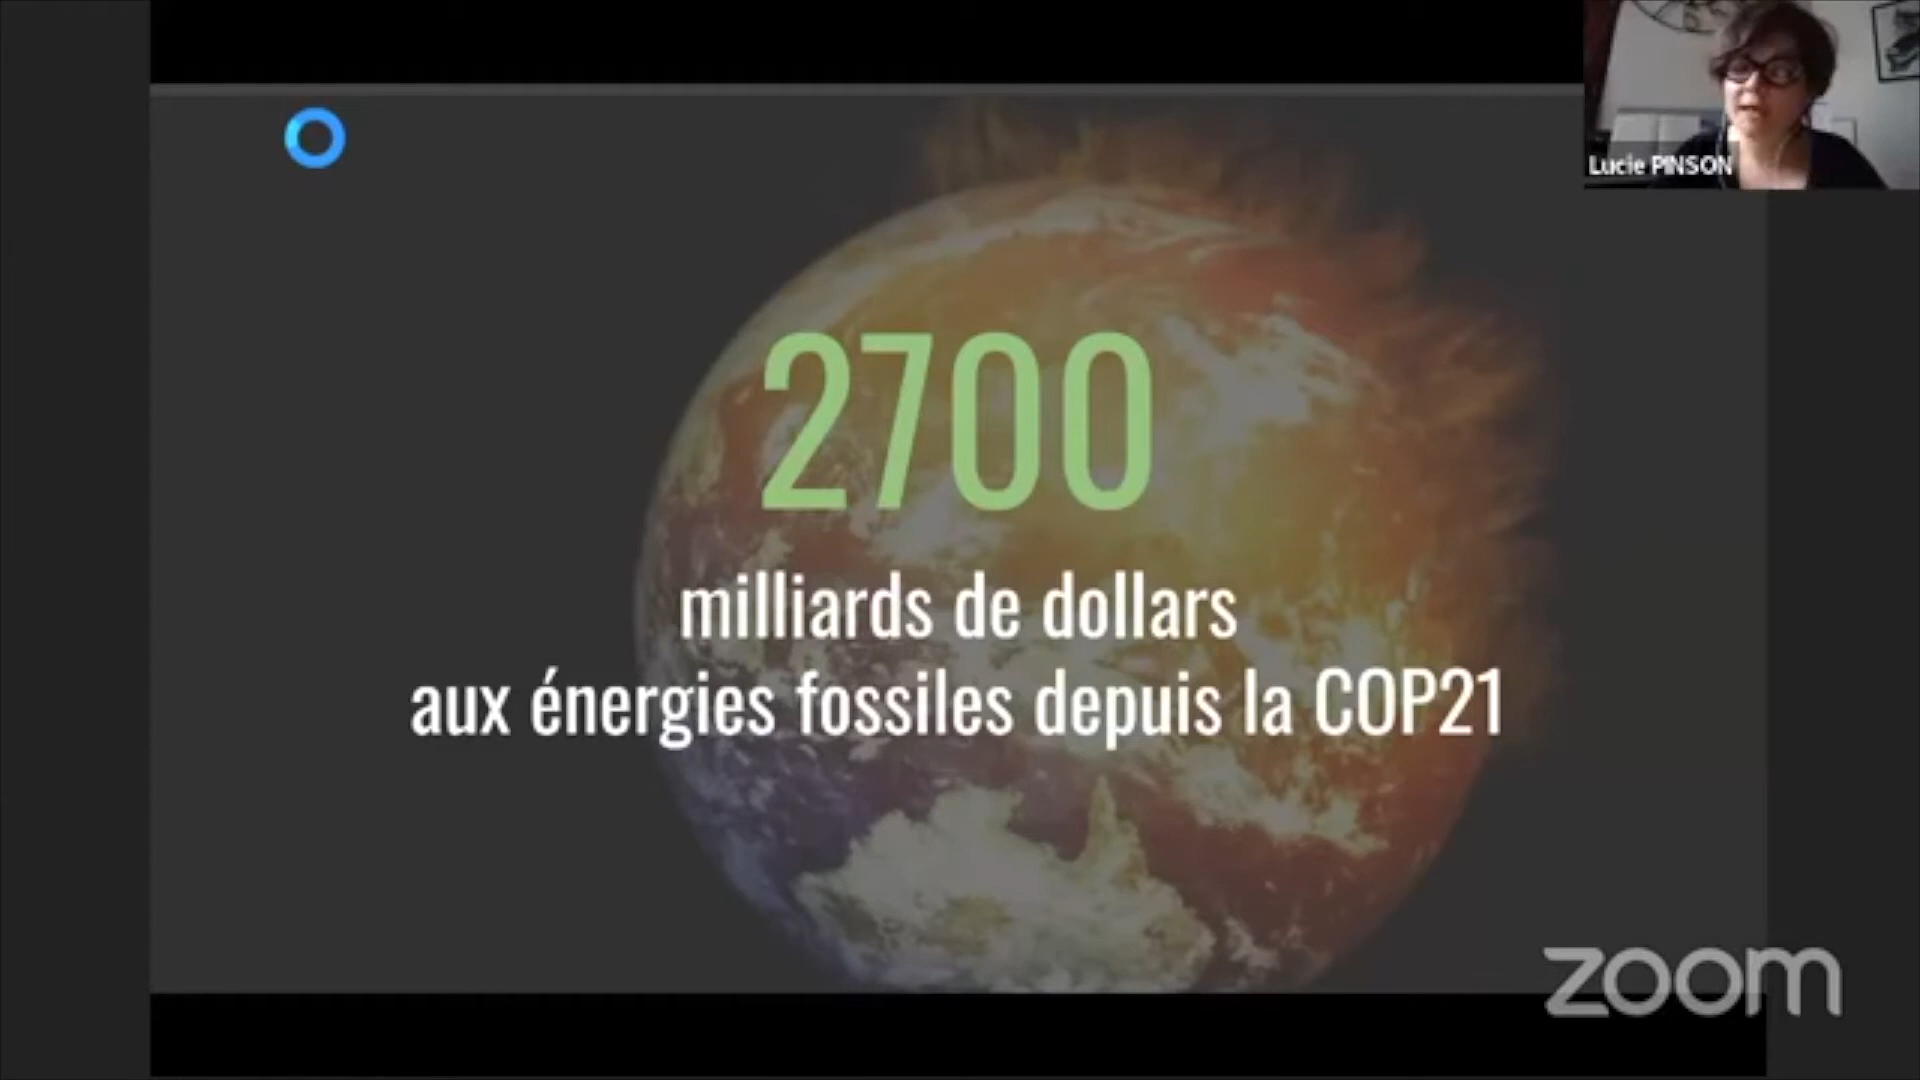 Lucie PINSON
2700
milliards de dollars
aux énergies fossiles depuis la COP21
zoom